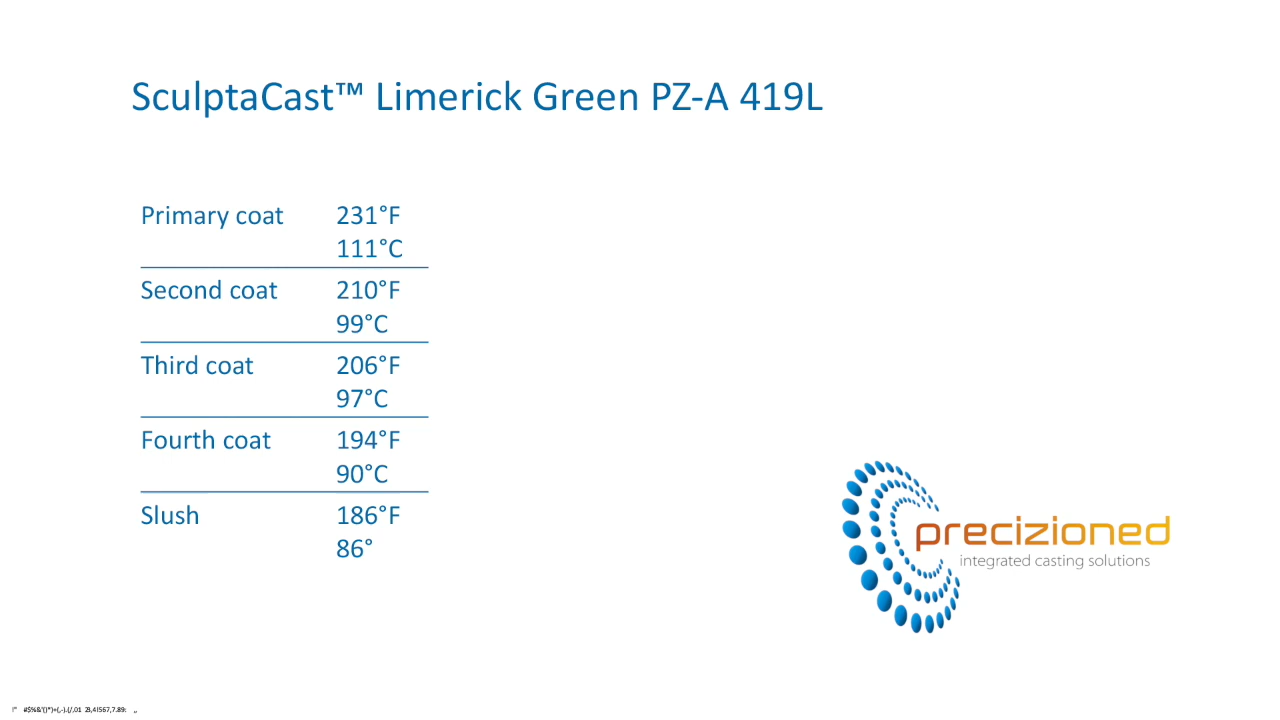 SculptaCast™ Limerick Green PZ-A 419L
Primary coat 231°F
111°C
Second coat 210°F
99°C
Third coat 206°F
97°C
Fourth coat 194°F
90°C
Slush 186°F
86°
precizioned
integrated casting solutions